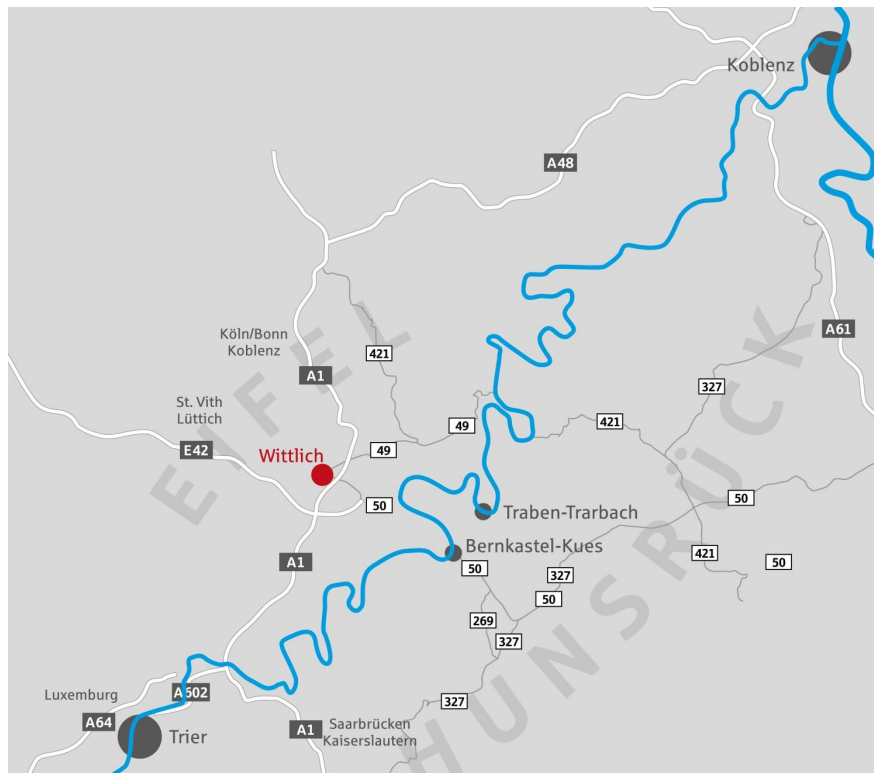 Koblenz
A48
Köln/Bonn
Koblenz
A61
421
A1
327
St. Vith
Lüttich
EIFEL
49
421
E42
Wittlich
49
50
50
Traben-Trarbach
Bernkastel-Kues
HUNSRÜCK
A1
50
327
421
50
50
269
327
Luxemburg
A602
327
A64
Trier
A1
Saarbrücken
Kaiserslautern